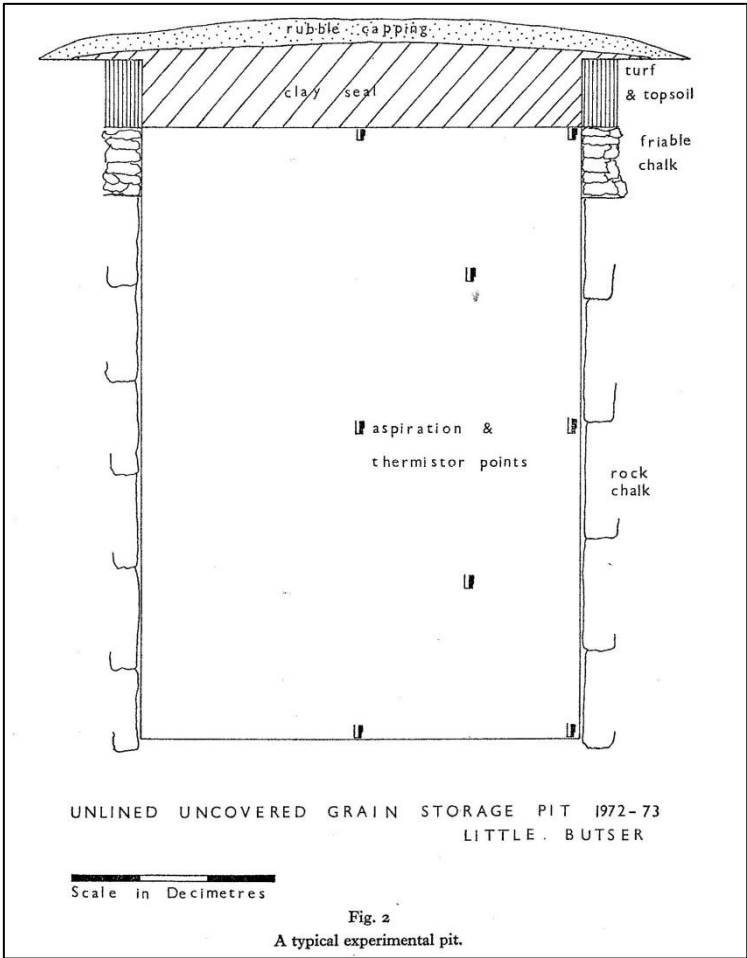 rubble capping
clay seal
turf
& topsoil
friable
chalk
aspiration &
thermistor points
rock
chalk
UNLINED UNCOVERED GRAIN STORAGE PIT 1972-73
LITTLE. BUTSER
Scale in Decimetres
Fig. 2
A typical experimental pit.